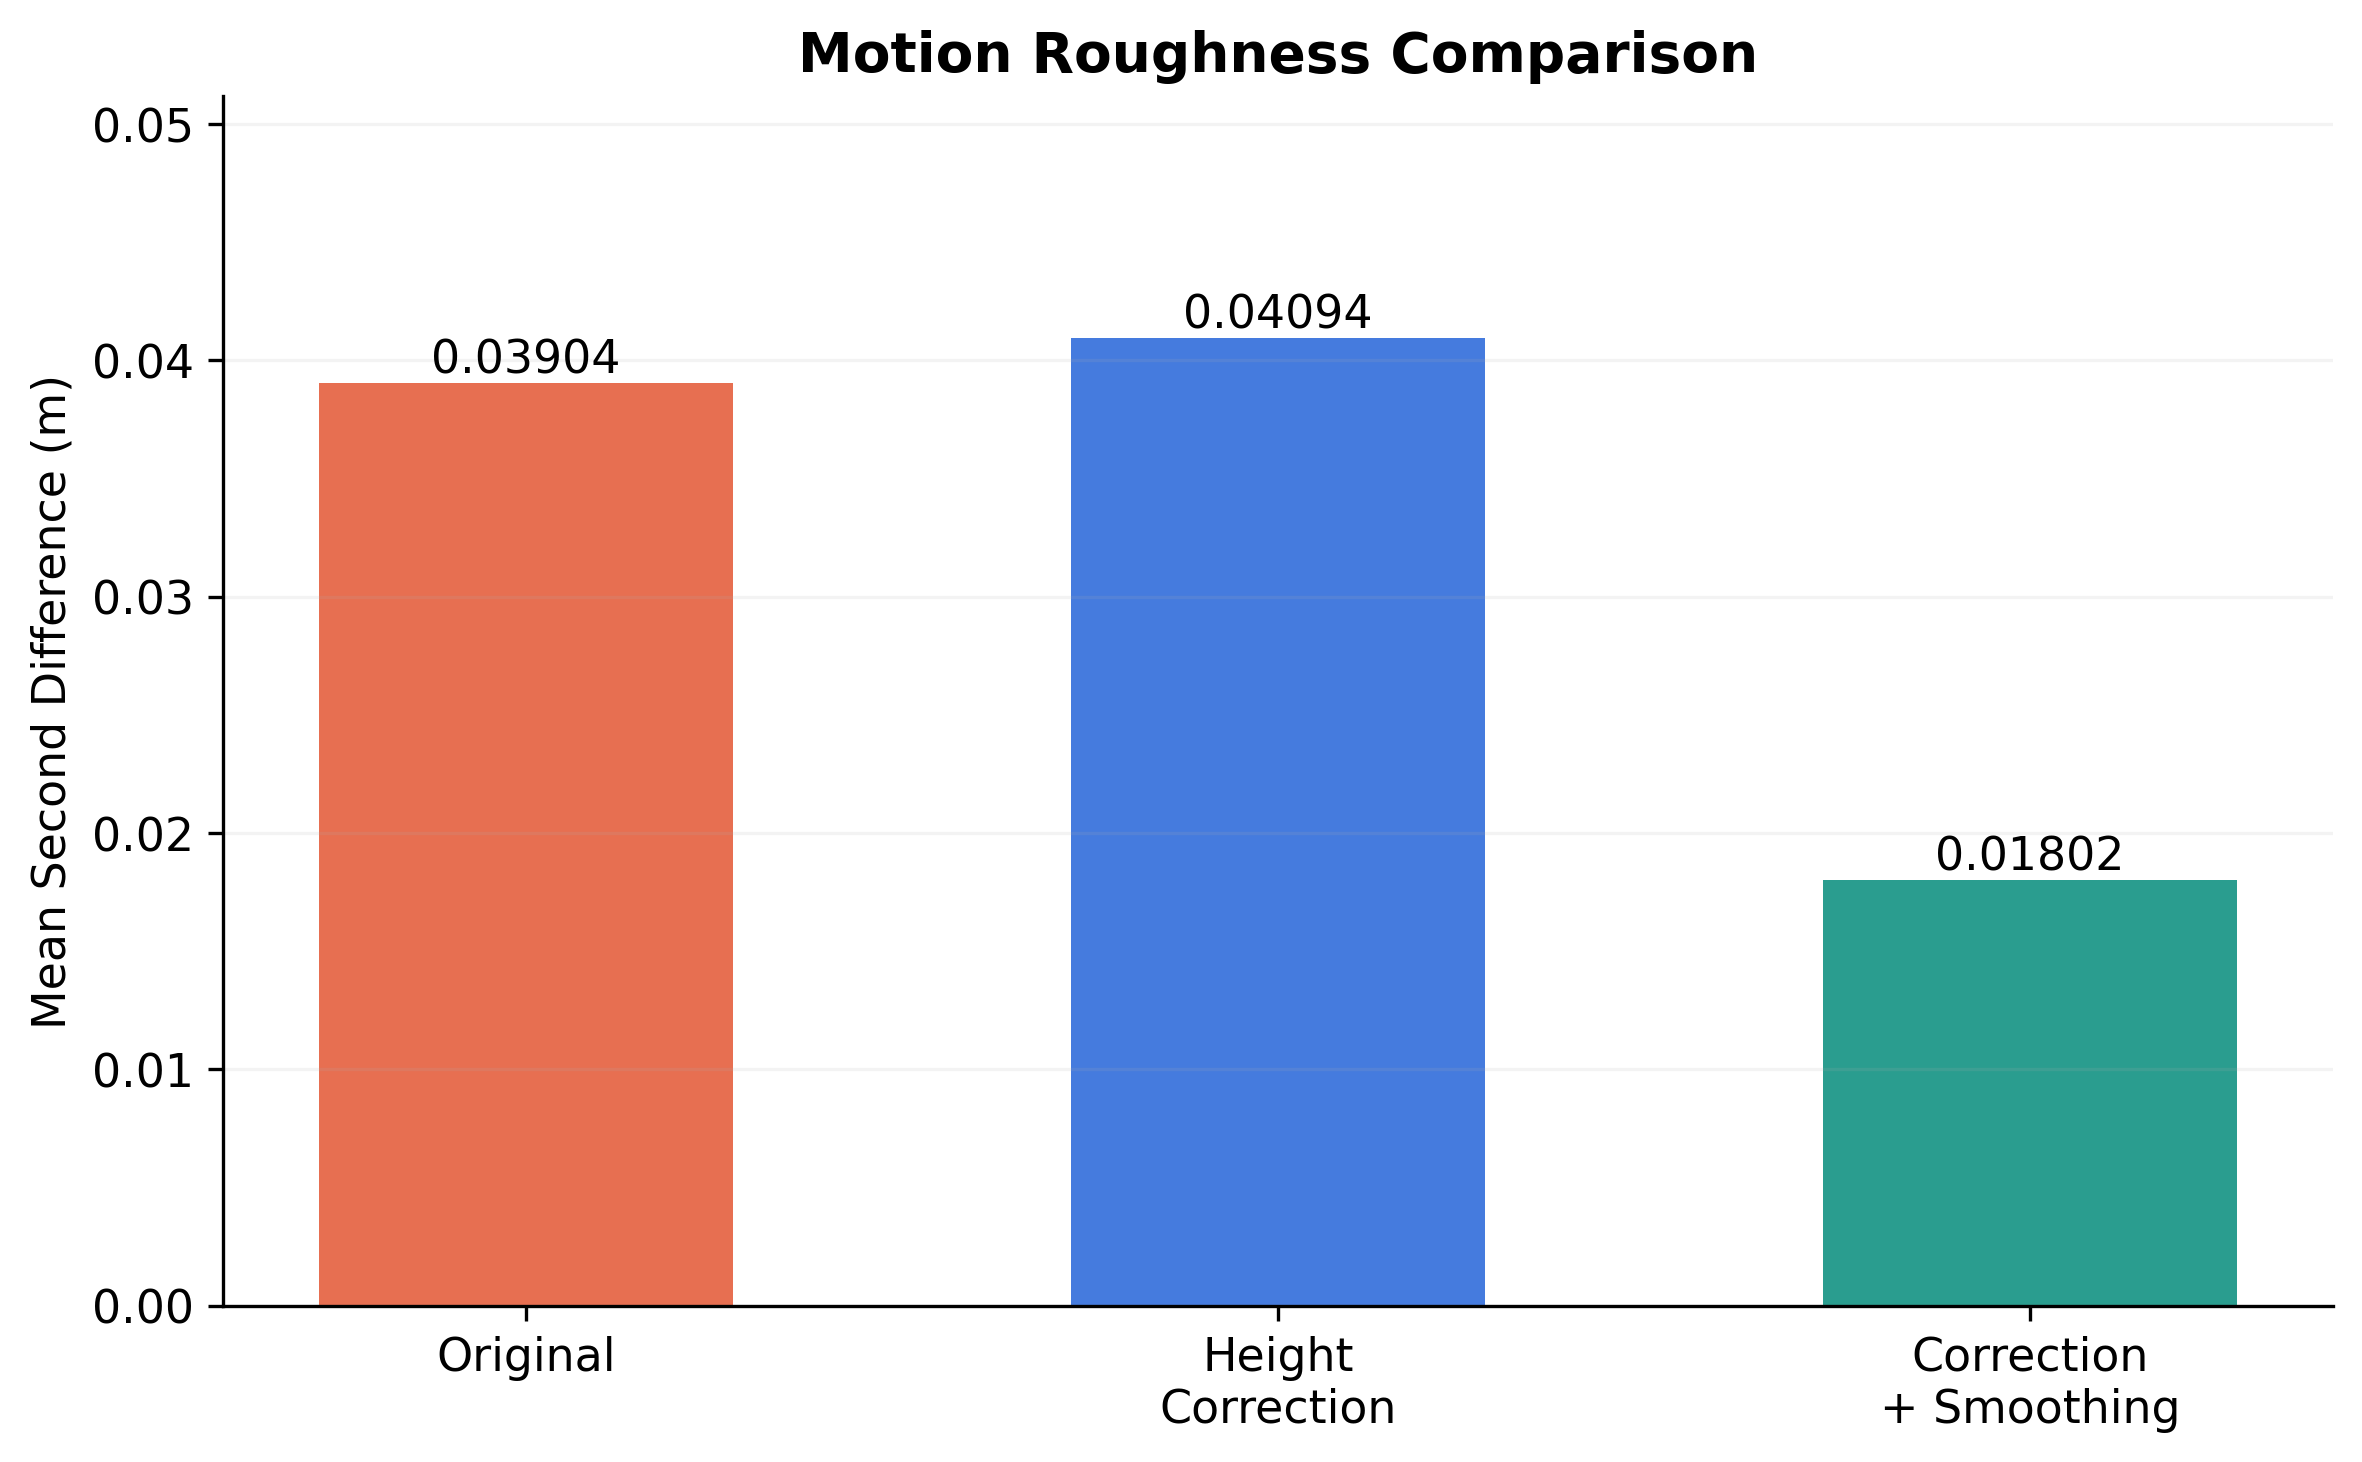 Motion Roughness Comparison
Mean Second Difference (m)
0.05
0.04
0.03
0.02
0.01
0.00
0.03904
0.04094
0.01802
Original
Height
Correction
Correction
+ Smoothing